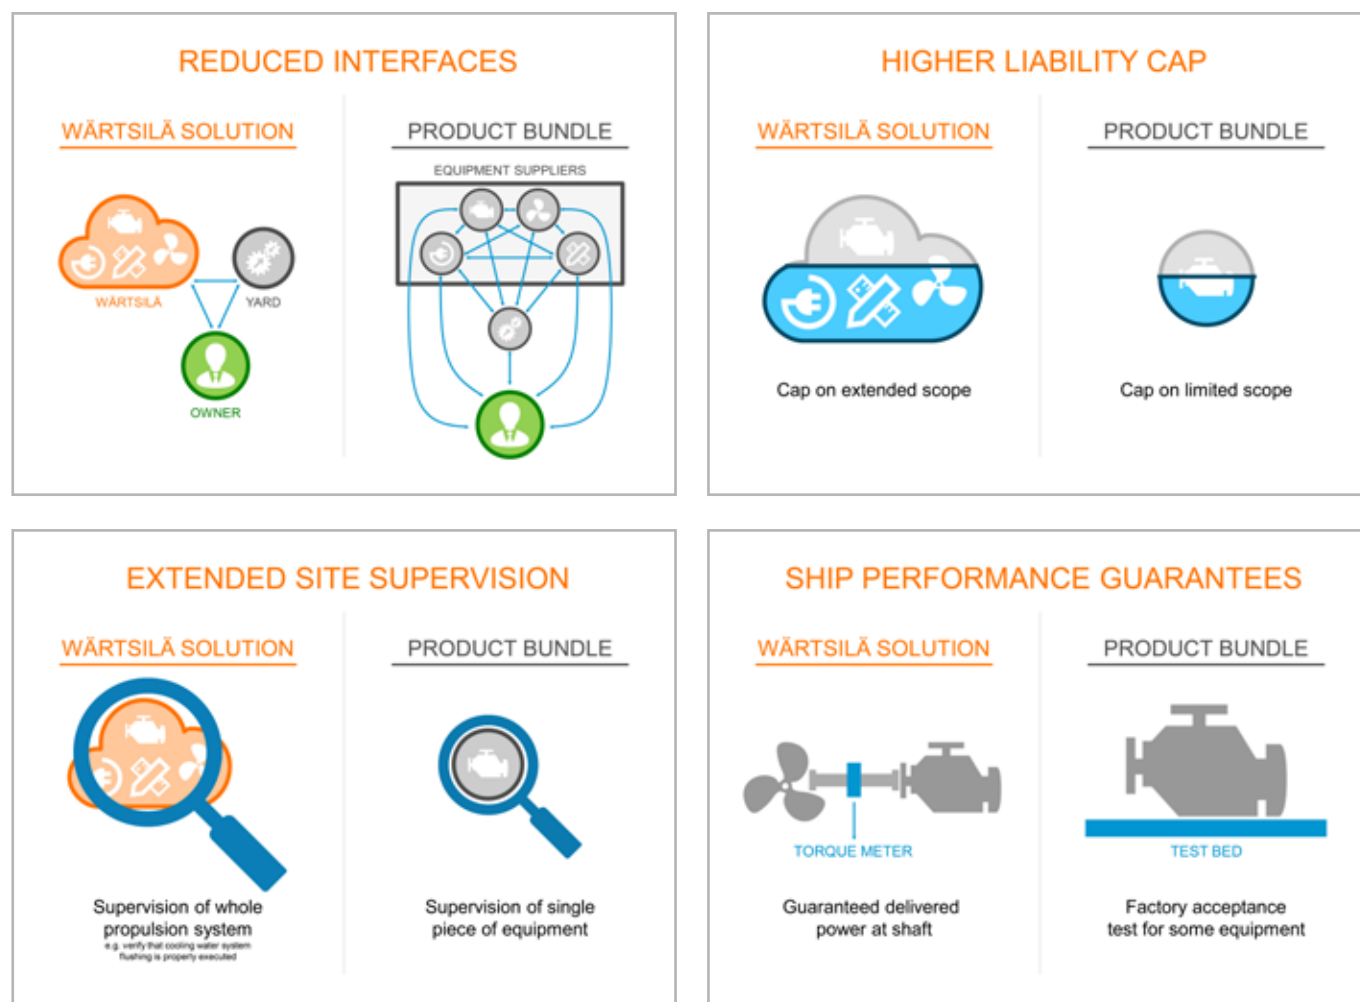 REDUCED INTERFACES
WÄRTSILÄ SOLUTION
PRODUCT BUNDLE
EQUIPMENT SUPPLIERS
WÄRTSILÄ
YARD
OWNER
HIGHER LIABILITY CAP
WÄRTSILÄ SOLUTION
PRODUCT BUNDLE
Cap on extended scope
Cap on limited scope
EXTENDED SITE SUPERVISION
WÄRTSILÄ SOLUTION
PRODUCT BUNDLE
Supervision of whole
propulsion system
e.g. verify that cooling water system
flushing is properly executed
Supervision of single
piece of equipment
SHIP PERFORMANCE GUARANTEES
WÄRTSILÄ SOLUTION
PRODUCT BUNDLE
TORQUE METER
TEST BED
Guaranteed delivered
power at shaft
Factory acceptance
test for some equipment